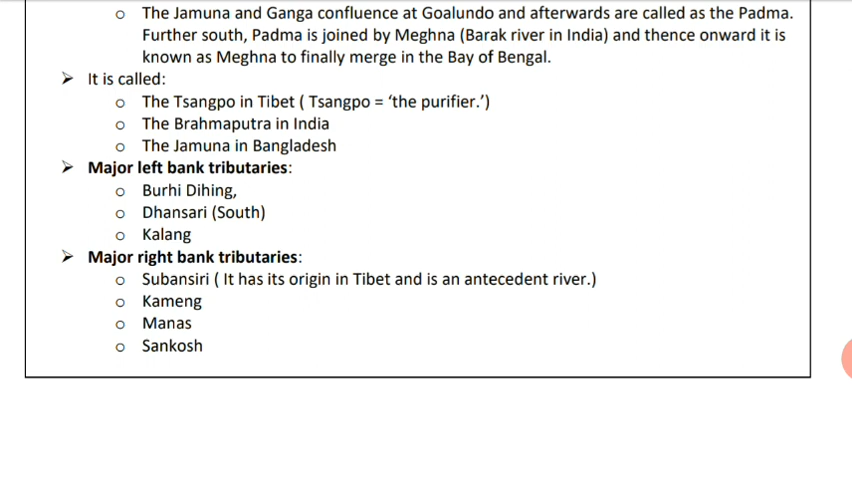 o The Jamuna and Ganga confluence at Goalundo and afterwards are called as the Padma.
Further south, Padma is joined by Meghna (Barak river in India) and thence onward it is
known as Meghna to finally merge in the Bay of Bengal.
➢ It is called:
o The Tsangpo in Tibet ( Tsangpo = ‘the purifier.’)
o The Brahmaputra in India
o The Jamuna in Bangladesh
➢ Major left bank tributaries:
o Burhi Dihing,
o Dhansari (South)
o Kalang
➢ Major right bank tributaries:
o Subansiri ( It has its origin in Tibet and is an antecedent river.)
o Kameng
o Manas
o Sankosh